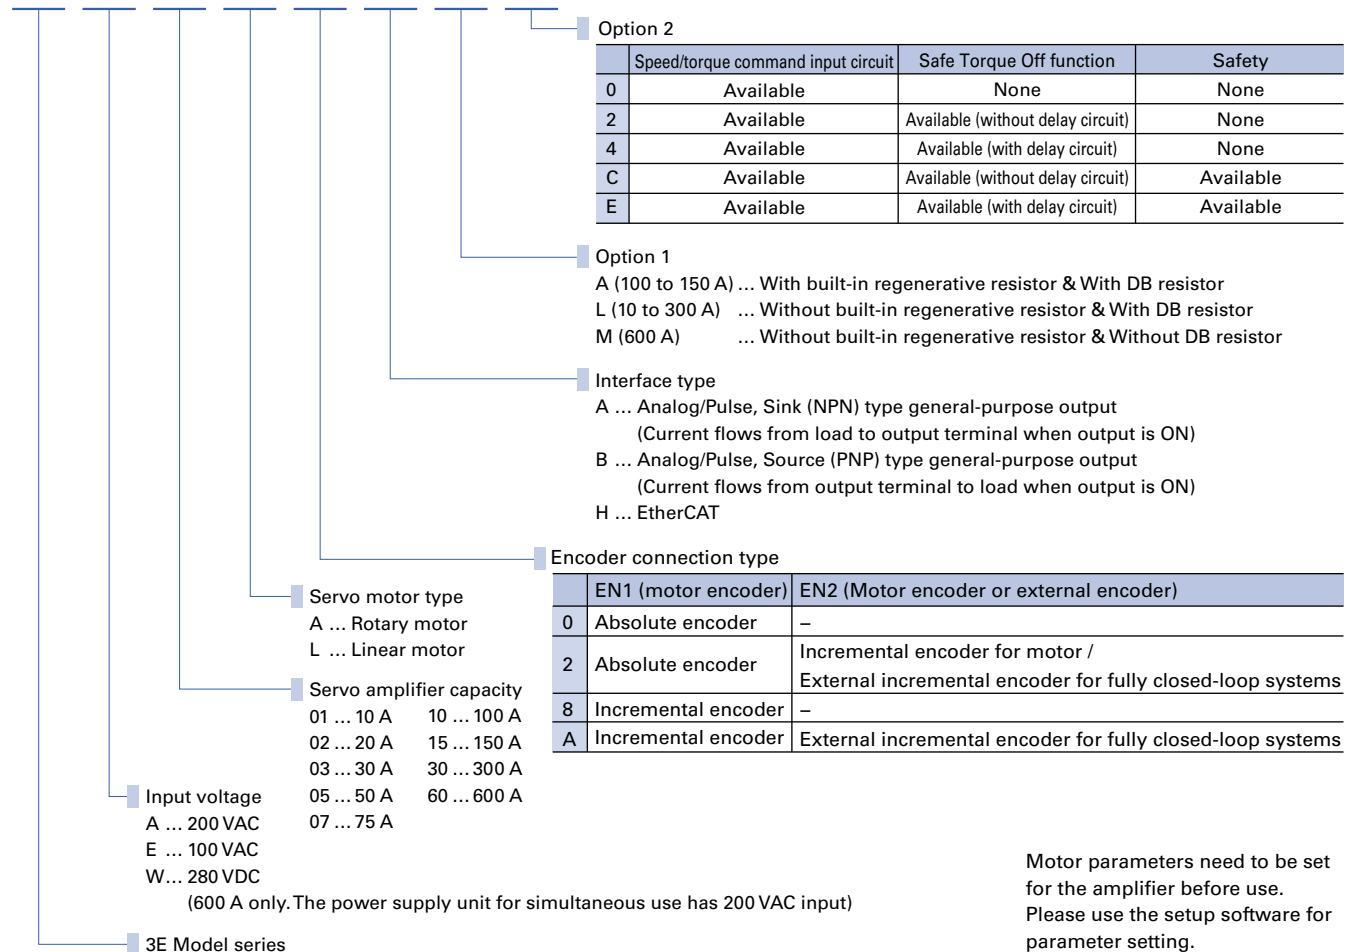 Option 2
Speed/torque command input circuit Safe Torque Off function Safety
0 Available None None
2 Available Available (without delay circuit) None
4 Available Available (with delay circuit) None
C Available Available (without delay circuit) Available
E Available Available (with delay circuit) Available
Option 1
A (100 to 150 A) ... With built-in regenerative resistor & With DB resistor
L (10 to 300 A) ... Without built-in regenerative resistor & With DB resistor
M (600 A) ... Without built-in regenerative resistor & Without DB resistor
Interface type
A ... Analog/Pulse, Sink (NPN) type general-purpose output
(Current flows from load to output terminal when output is ON)
B ... Analog/Pulse, Source (PNP) type general-purpose output
(Current flows from output terminal to load when output is ON)
H ... EtherCAT
Encoder connection type
EN1 (motor encoder) EN2 (Motor encoder or external encoder)
0 Absolute encoder –
2 Absolute encoder Incremental encoder for motor /
External incremental encoder for fully closed-loop systems
8 Incremental encoder –
A Incremental encoder External incremental encoder for fully closed-loop systems
Servo motor type
A ... Rotary motor
L ... Linear motor
Servo amplifier capacity
01 ... 10 A 10 ... 100 A
02 ... 20 A 15 ... 150 A
03 ... 30 A 30 ... 300 A
05 ... 50 A 60 ... 600 A
07 ... 75 A
Input voltage
A ... 200 VAC
E ... 100 VAC
W... 280 VDC
(600 A only. The power supply unit for simultaneous use has 200 VAC input)
3E Model series
Motor parameters need to be set
for the amplifier before use.
Please use the setup software for
parameter setting.